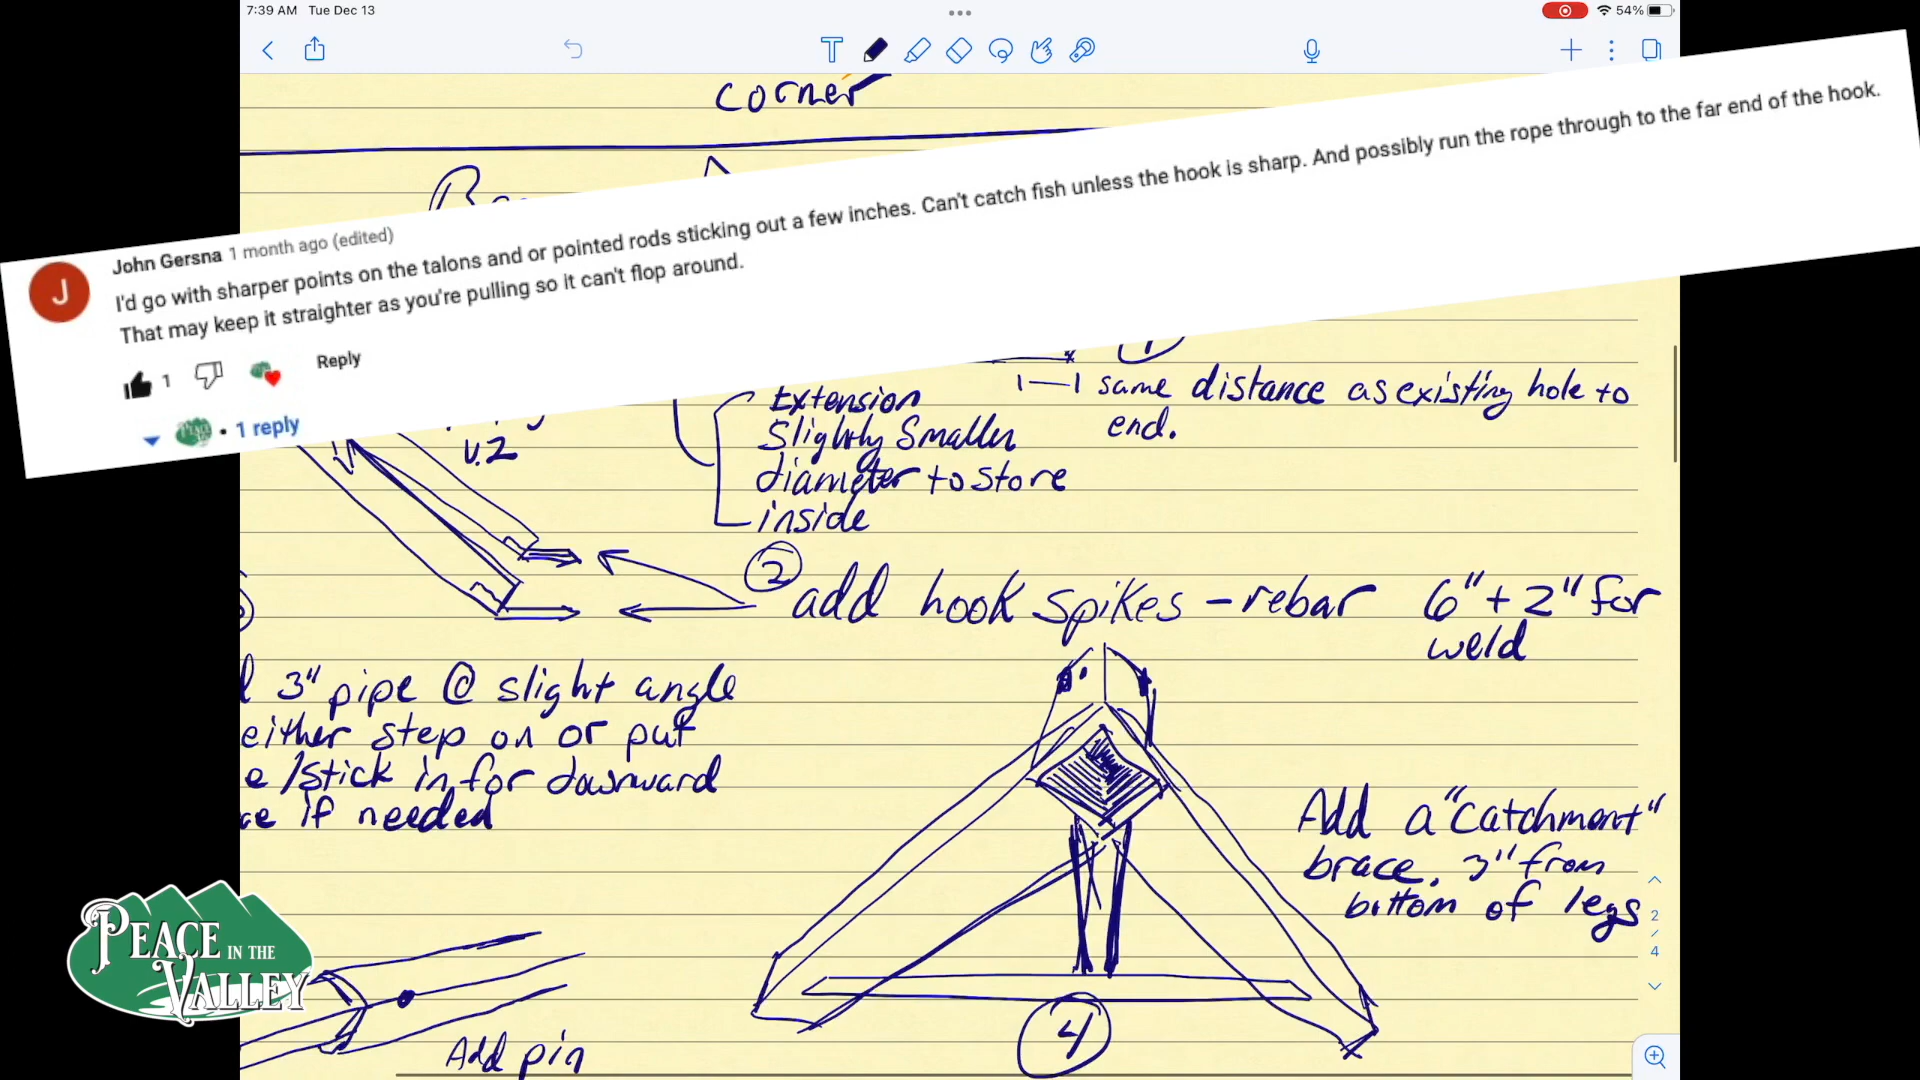 7:39 AM Tue Dec 13
54%
corner
John Gersna 1 month ago (edited)
I'd go with sharper points on the talons and or pointed rods sticking out a few inches. Can't catch fish unless the hook is sharp. And possibly run the rope through to the far end of the hook.
That may keep it straighter as you're pulling so it can't flop around.
J
1
Reply
1 reply
v.2
Extension
Slightly Smaller
diameter to store
inside
1
same distance as existing hole to
end.
2
add hook spikes - rebar 6" + 2" for
weld
3" pipe @ slight angle
either step on or put
/stick in for downward
if needed
Add a "Catchment"
brace, 3" from
bottom of legs
2
/
4
4
PEACE IN THE
VALLEY
Add pin